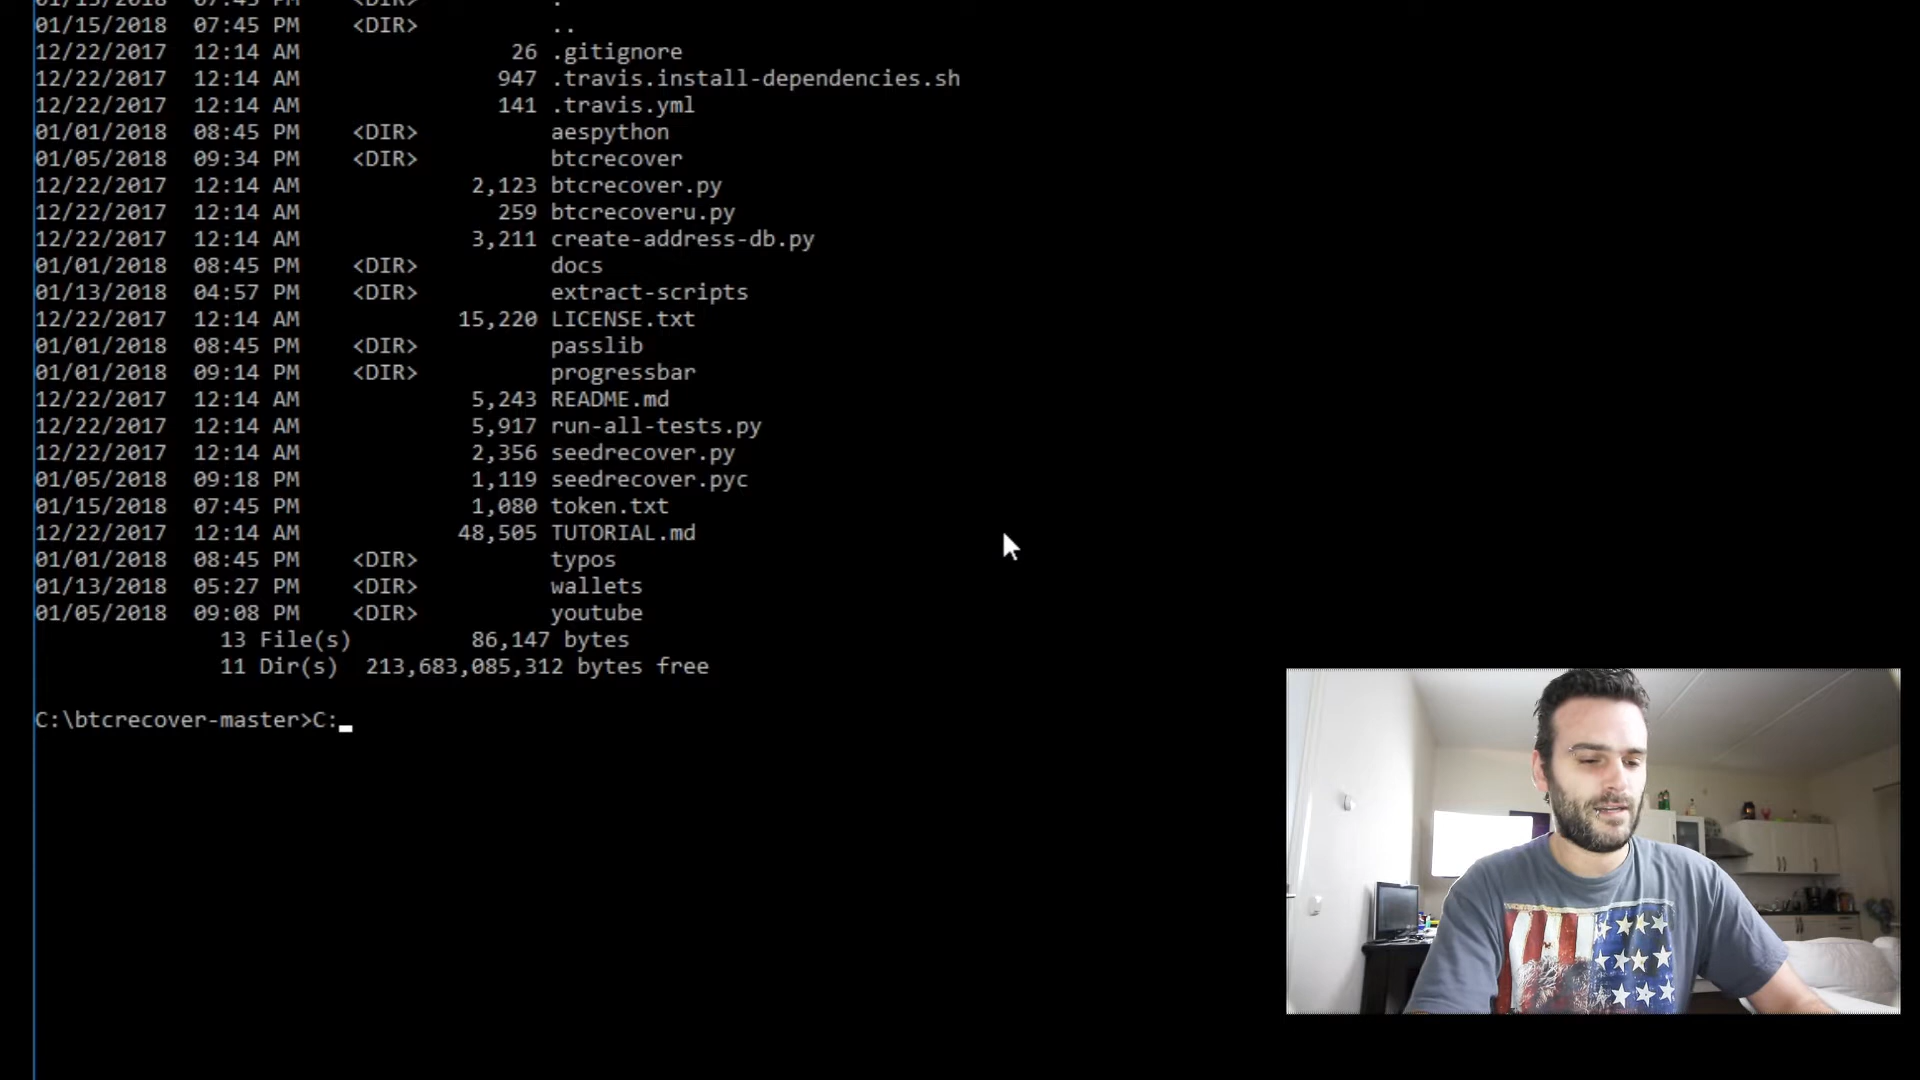 01/15/2018  07:45 PM    <DIR>          .
01/15/2018  07:45 PM    <DIR>          ..
12/22/2017  12:14 AM                26 .gitignore
12/22/2017  12:14 AM               947 .travis.install-dependencies.sh
12/22/2017  12:14 AM               141 .travis.yml
01/01/2018  08:45 PM    <DIR>          aespython
01/05/2018  09:34 PM    <DIR>          btcrecover
12/22/2017  12:14 AM             2,123 btcrecover.py
12/22/2017  12:14 AM               259 btcrecoveru.py
12/22/2017  12:14 AM             3,211 create-address-db.py
01/01/2018  08:45 PM    <DIR>          docs
01/13/2018  04:57 PM    <DIR>          extract-scripts
12/22/2017  12:14 AM            15,220 LICENSE.txt
01/01/2018  08:45 PM    <DIR>          passlib
01/01/2018  09:14 PM    <DIR>          progressbar
12/22/2017  12:14 AM             5,243 README.md
12/22/2017  12:14 AM             5,917 run-all-tests.py
12/22/2017  12:14 AM             2,356 seedrecover.py
01/05/2018  09:18 PM             1,119 seedrecover.pyc
01/15/2018  07:45 PM             1,080 token.txt
12/22/2017  12:14 AM            48,505 TUTORIAL.md
01/01/2018  08:45 PM    <DIR>          typos
01/13/2018  05:27 PM    <DIR>          wallets
01/05/2018  09:08 PM    <DIR>          youtube
              13 File(s)         86,147 bytes
              11 Dir(s)  213,683,085,312 bytes free
C:\btcrecover-master>C: